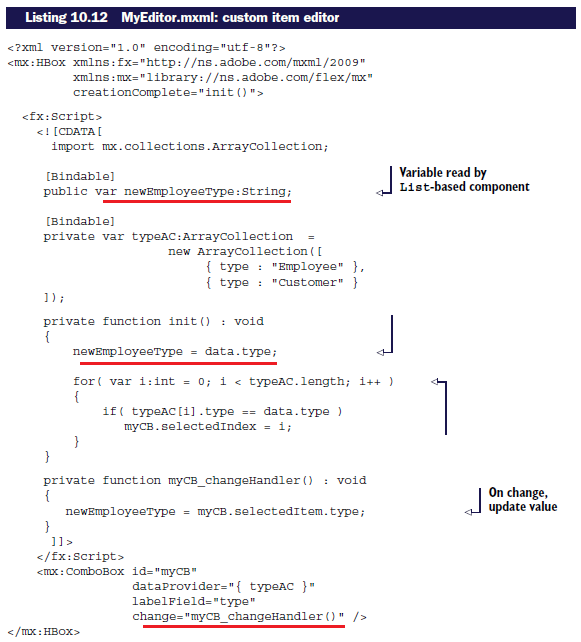 Listing 10.12 MyEditor.mxml: custom item editor
<?xml version="1.0" encoding="utf-8"?>
<mx:HBox xmlns:fx="http://ns.adobe.com/mxml/2009"
xmlns:mx="library://ns.adobe.com/flex/mx"
creationComplete="init()">
<fx:Script>
<![CDATA[
import mx.collections.ArrayCollection;
[Bindable]
public var newEmployeeType:String;
Variable read by
List-based component
[Bindable]
private var typeAC:ArrayCollection =
new ArrayCollection([
{ type : "Employee" },
{ type : "Customer" }
]);
private function init() : void
{
newEmployeeType = data.type;
for( var i:int = 0; i < typeAC.length; i++ )
{
if( typeAC[i].type == data.type )
myCB.selectedIndex = i;
}
}
private function myCB_changeHandler() : void
{
newEmployeeType = myCB.selectedItem.type;
}
On change,
update value
]]>
</fx:Script>
<mx:ComboBox id="myCB"
dataProvider="{ typeAC }"
labelField="type"
change="myCB_changeHandler()" />
</mx:HBox>